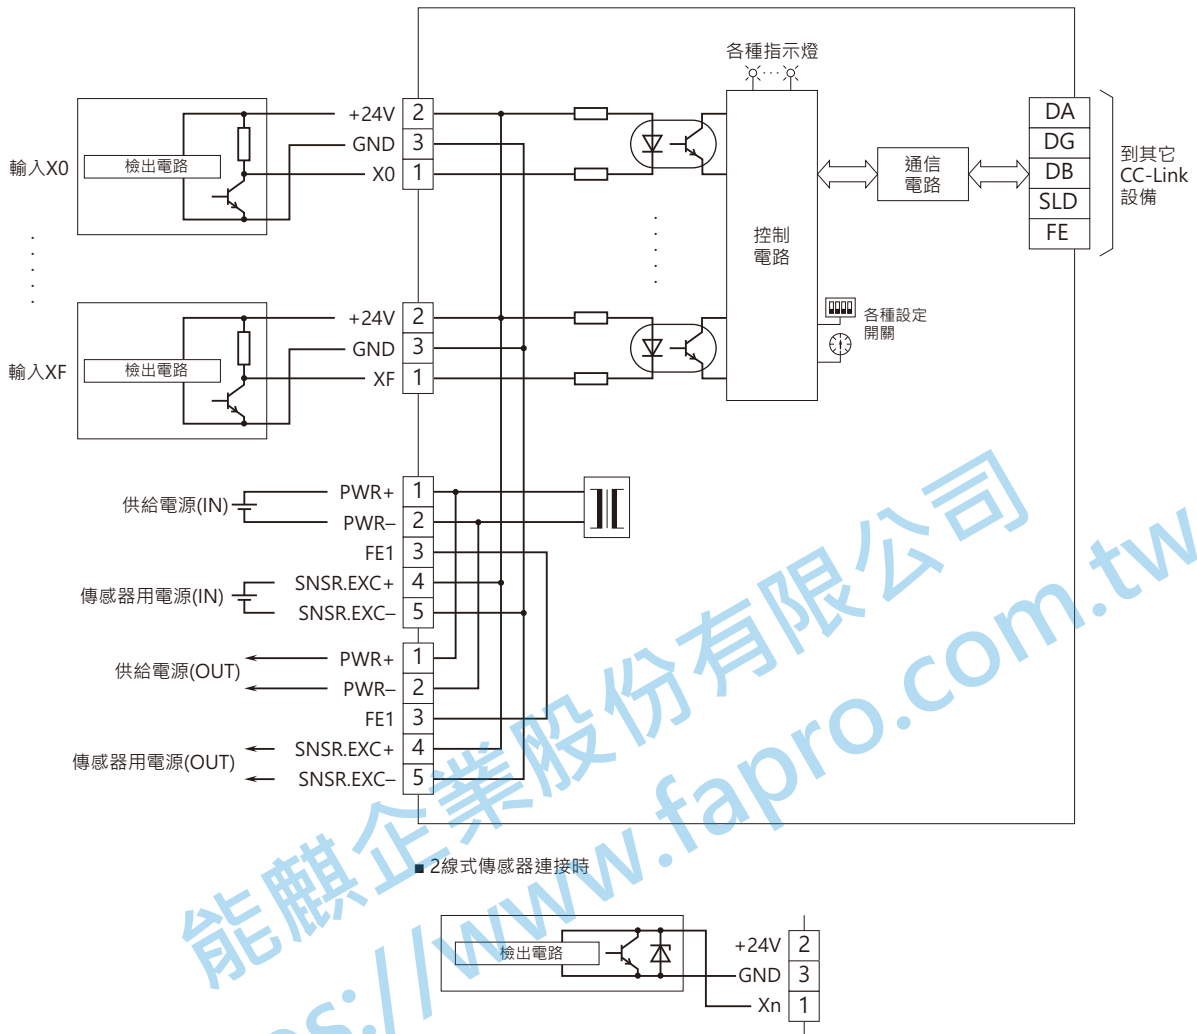 各種指示燈
輸入X0
檢出電路
+24V 2
GND 3
X0 1
控制
電路
通信
電路
DA
DG
DB
SLD
FE
到其它
CC-Link
設備
輸入XF
檢出電路
+24V 2
GND 3
XF 1
各種設定
開關
供給電源(IN)
PWR+ 1
PWR– 2
FE1 3
傳感器用電源(IN)
SNSR.EXC+ 4
SNSR.EXC– 5
供給電源(OUT)
PWR+ 1
PWR– 2
FE1 3
傳感器用電源(OUT)
SNSR.EXC+ 4
SNSR.EXC– 5
■ 2線式傳感器連接時
檢出電路
+24V 2
GND 3
Xn 1
能麒企業股份有限公司
s://www.fapro.com.tw